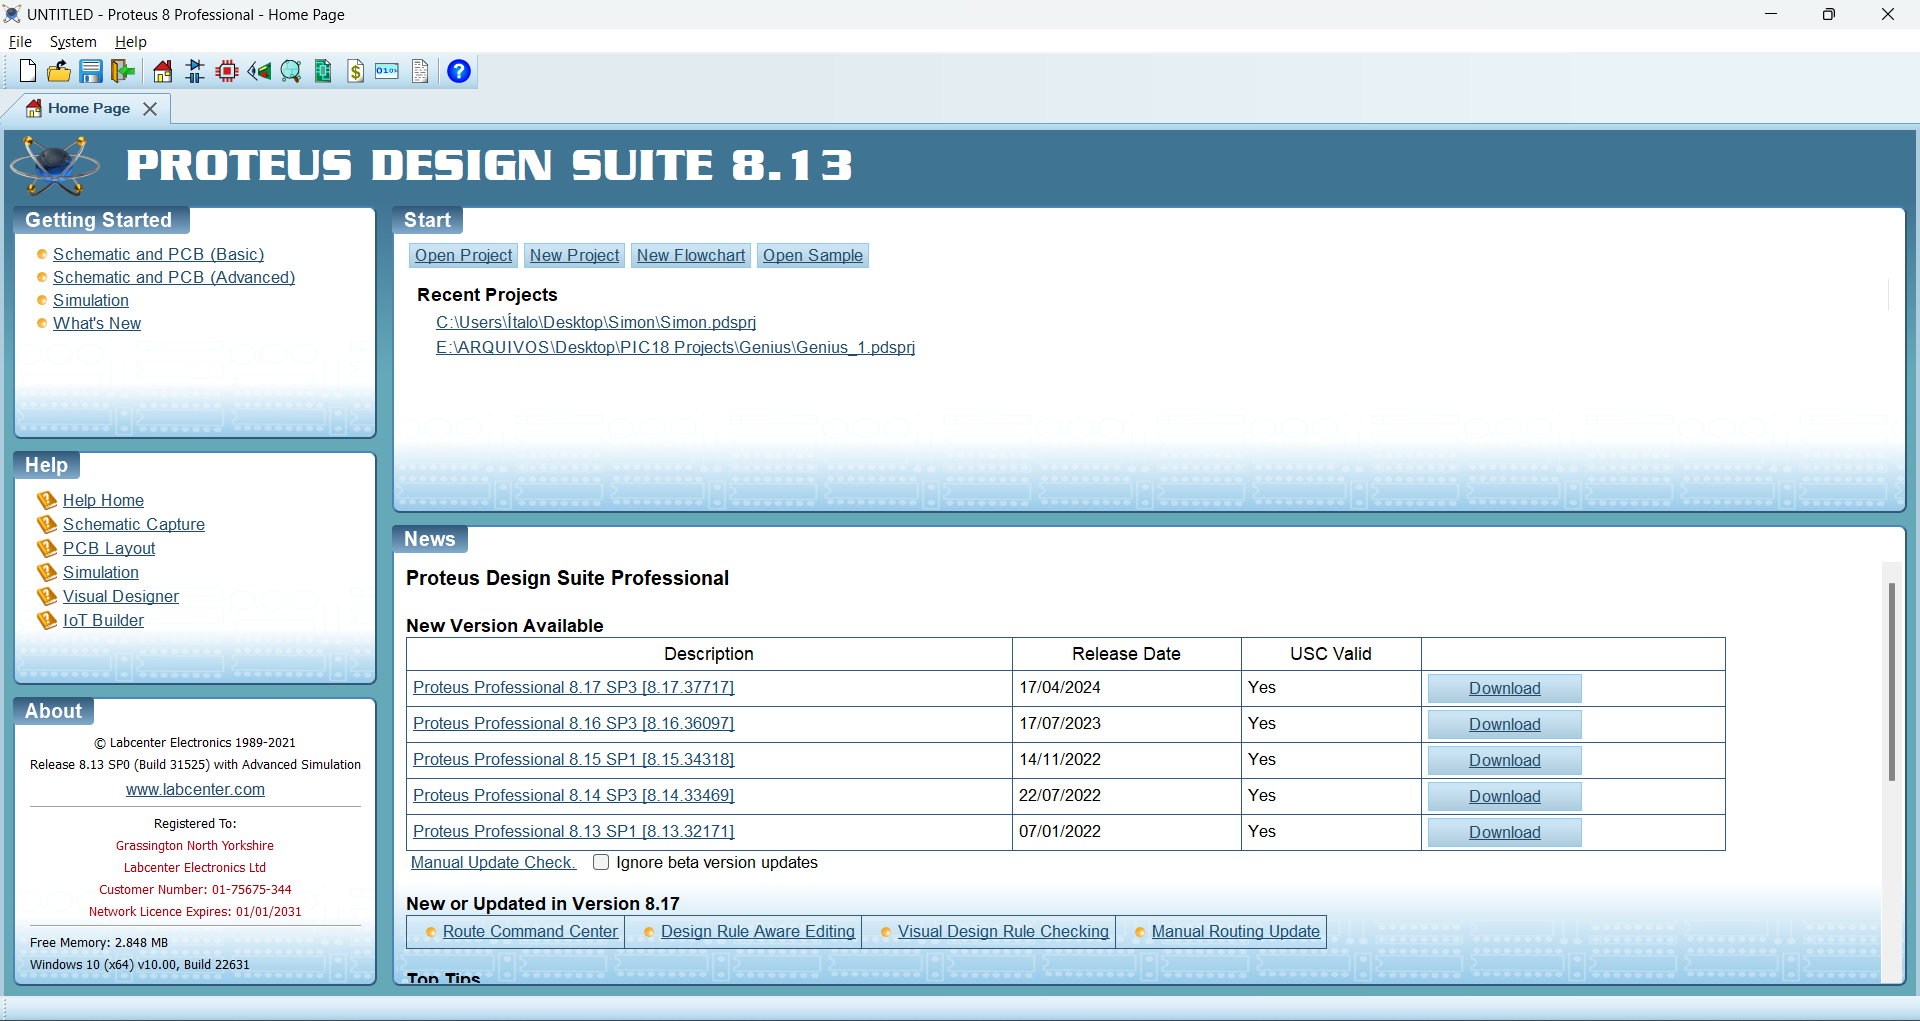 UNTITLED - Proteus 8 Professional - Home Page
File System Help
Home Page
PROTEUS DESIGN SUITE 8.13
Getting Started
Schematic and PCB (Basic)
Schematic and PCB (Advanced)
Simulation
What's New
Start
Open Project New Project New Flowchart Open Sample
Recent Projects
C:\Users\Ítalo\Desktop\Simon\Simon.pdsprj
E:\ARQUIVOS\Desktop\PIC18 Projects\Genius\Genius_1.pdsprj
Help
Help Home
Schematic Capture
PCB Layout
Simulation
Visual Designer
IoT Builder
News
Proteus Design Suite Professional
New Version Available
Description Release Date USC Valid
Proteus Professional 8.17 SP3 [8.17.37717] 17/04/2024 Yes Download
Proteus Professional 8.16 SP3 [8.16.36097] 17/07/2023 Yes Download
Proteus Professional 8.15 SP1 [8.15.34318] 14/11/2022 Yes Download
Proteus Professional 8.14 SP3 [8.14.33469] 22/07/2022 Yes Download
Proteus Professional 8.13 SP1 [8.13.32171] 07/01/2022 Yes Download
Manual Update Check. Ignore beta version updates
New or Updated in Version 8.17
Route Command Center Design Rule Aware Editing Visual Design Rule Checking Manual Routing Update
Top Tips
About
© Labcenter Electronics 1989-2021
Release 8.13 SP0 (Build 31525) with Advanced Simulation
www.labcenter.com
Registered To:
Grassington North Yorkshire
Labcenter Electronics Ltd
Customer Number: 01-75675-344
Network Licence Expires: 01/01/2031
Free Memory: 2.848 MB
Windows 10 (x64) v10.00, Build 22631